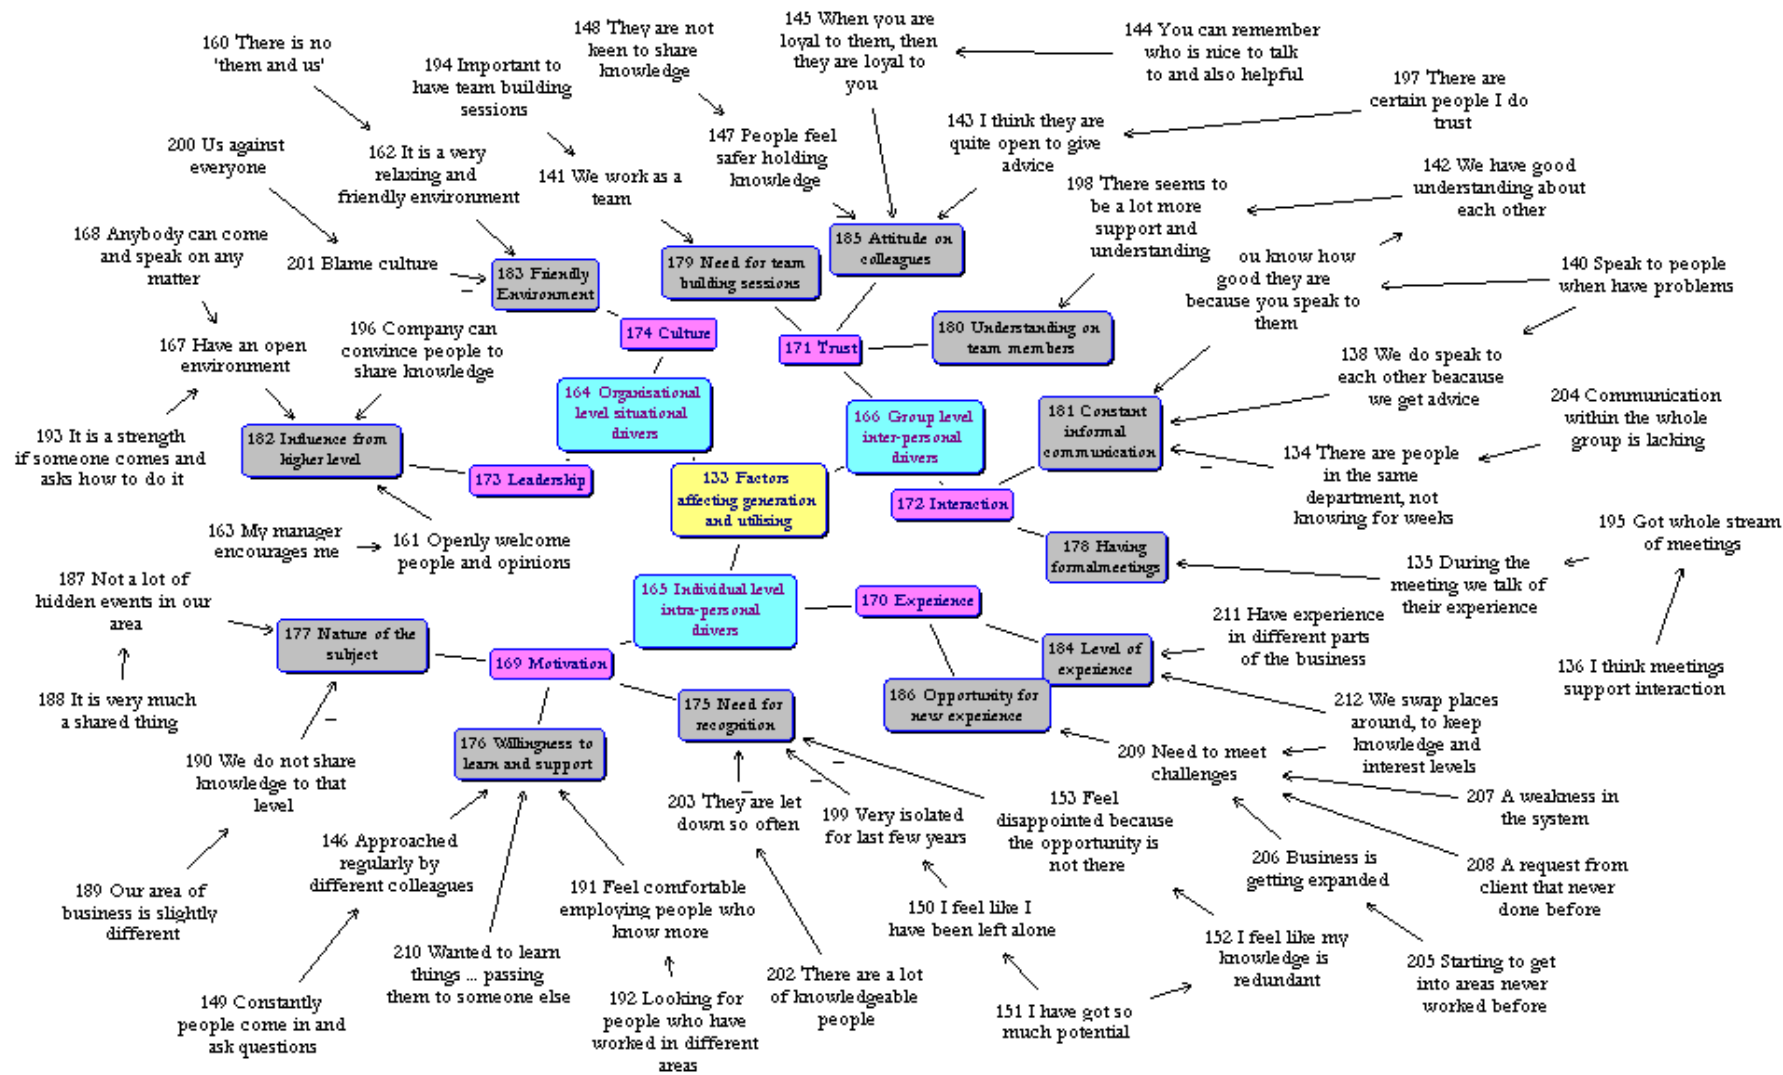 148 They are not
keen to share
knowledge
145 When you are
loyal to them, then
they are loyal to
you
144 You can remember
who is nice to talk
to and also helpful
160 There is no
'them and us'
194 Important to
have team building
sessions
197 There are
certain people I do
trust
147 People feel
safer holding
knowledge
143 I think they are
quite open to give
advice
200 Us against
everyone
162 It is a very
relaxing and
friendly environment
141 We work as a
team
198 There seems to
be a lot more
support and
understanding
142 We have good
understanding about
each other
168 Anybody can come
and speak on any
matter
201 Blame culture
183 Friendly
Environment
179 Need for team
building sessions
185 Attitude on
colleagues
ou know how
good they are
because you speak to
them
140 Speak to people
when have problems
196 Company can
convince people to
share knowledge
167 Have an open
environment
174 Culture
171 Trust
180 Understanding on
team members
138 We do speak to
each other beacause
we get advice
164 Organisational
level situational
drivers
166 Group level
inter-personal
drivers
181 Constant
informal
communication
204 Communication
within the whole
group is lacking
193 It is a strength
if someone comes and
asks how to do it
182 Influence from
higher level
173 Leadership
133 Factors
affecting generation
and utilising
172 Interaction
134 There are people
in the same
department, not
knowing for weeks
163 My manager
encourages me
161 Openly welcome
people and opinions
178 Having
formalmeetings
195 Got whole stream
of meetings
135 During the
meeting we talk of
their experience
187 Not a lot of
hidden events in our
area
165 Individual level
intra-personal
drivers
170 Experience
211 Have experience
in different parts
of the business
177 Nature of the
subject
169 Motivation
184 Level of
experience
136 I think meetings
support interaction
188 It is very much
a shared thing
175 Need for
recognition
186 Opportunity for
new experience
212 We swap places
around, to keep
knowledge and
interest levels
176 Willingness to
learn and support
190 We do not share
knowledge to that
level
209 Need to meet
challenges
203 They are let
down so often
199 Very isolated
for last few years
153 Feel
disappointed because
the opportunity is
not there
207 A weakness in
the system
146 Approached
regularly by
different colleagues
206 Business is
getting expanded
208 A request from
client that never
done before
189 Our area of
business is slightly
different
191 Feel comfortable
employing people who
know more
150 I feel like I
have been left alone
152 I feel like my
knowledge is
redundant
210 Wanted to learn
things ... passing
them to someone else
202 There are a lot
of knowledgeable
people
205 Starting to get
into areas never
worked before
149 Constantly
people come in and
ask questions
192 Looking for
people who have
worked in different
areas
151 I have got so
much potential